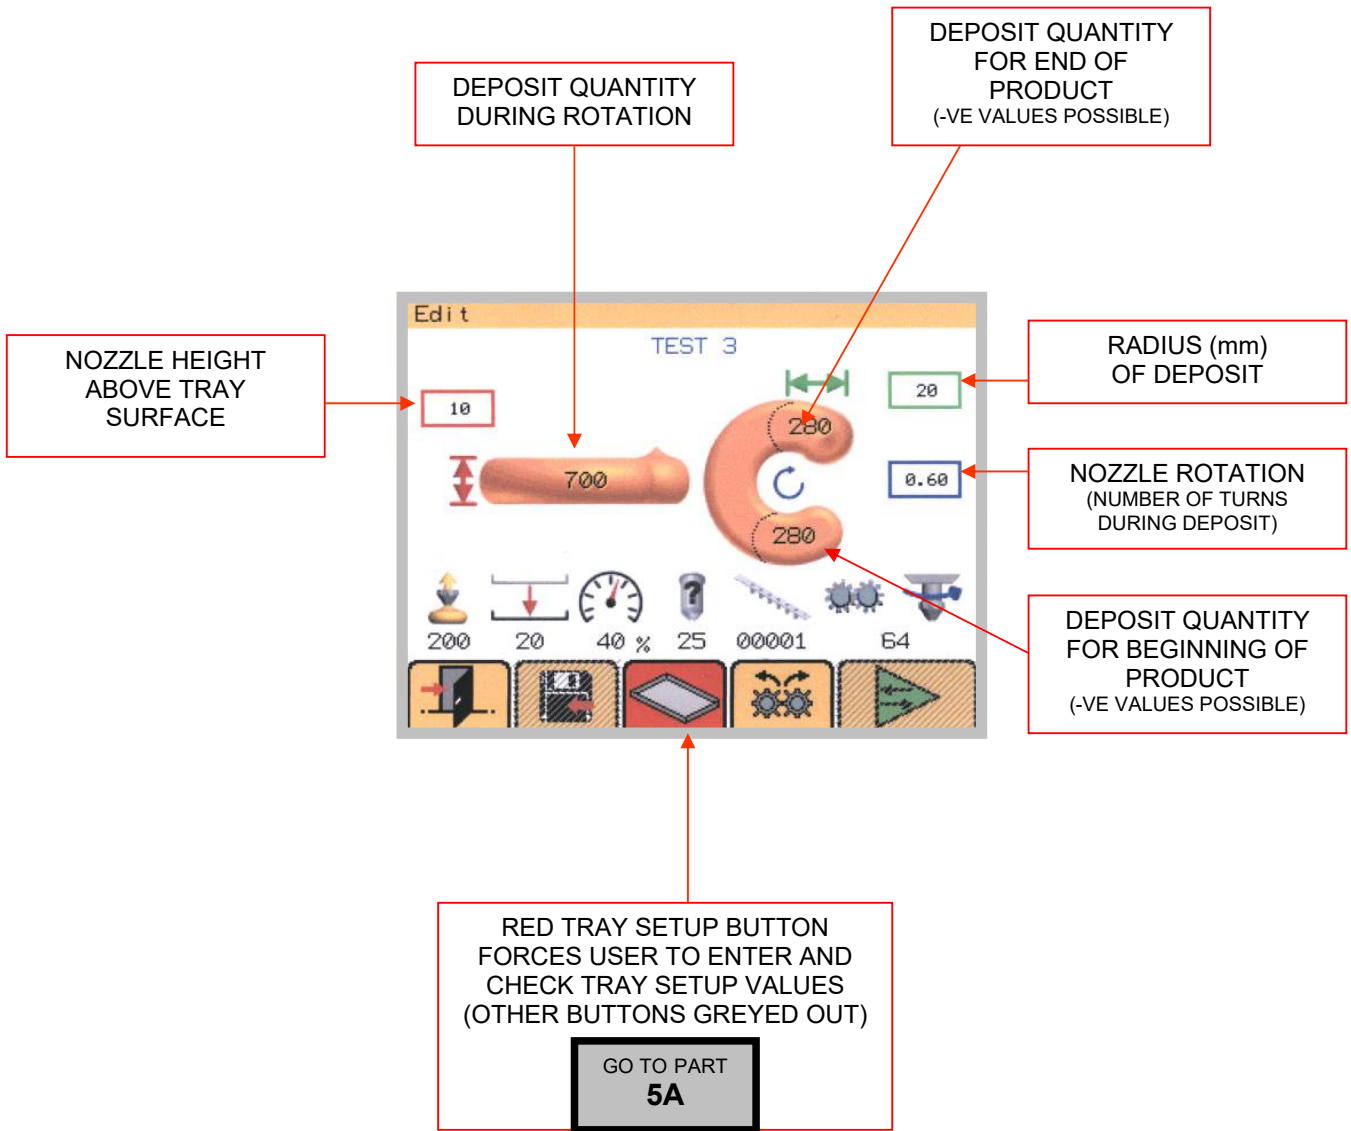 DEPOSIT QUANTITY
FOR END OF
PRODUCT
(-VE VALUES POSSIBLE)
DEPOSIT QUANTITY
DURING ROTATION
NOZZLE HEIGHT
ABOVE TRAY
SURFACE
Edit
TEST 3
10
20
280
700
0.60
280
?
200
20
40 %
25
00001
64
RADIUS (mm)
OF DEPOSIT
NOZZLE ROTATION
(NUMBER OF TURNS
DURING DEPOSIT)
DEPOSIT QUANTITY
FOR BEGINNING OF
PRODUCT
(-VE VALUES POSSIBLE)
RED TRAY SETUP BUTTON
FORCES USER TO ENTER AND
CHECK TRAY SETUP VALUES
(OTHER BUTTONS GREYED OUT)
GO TO PART
5A